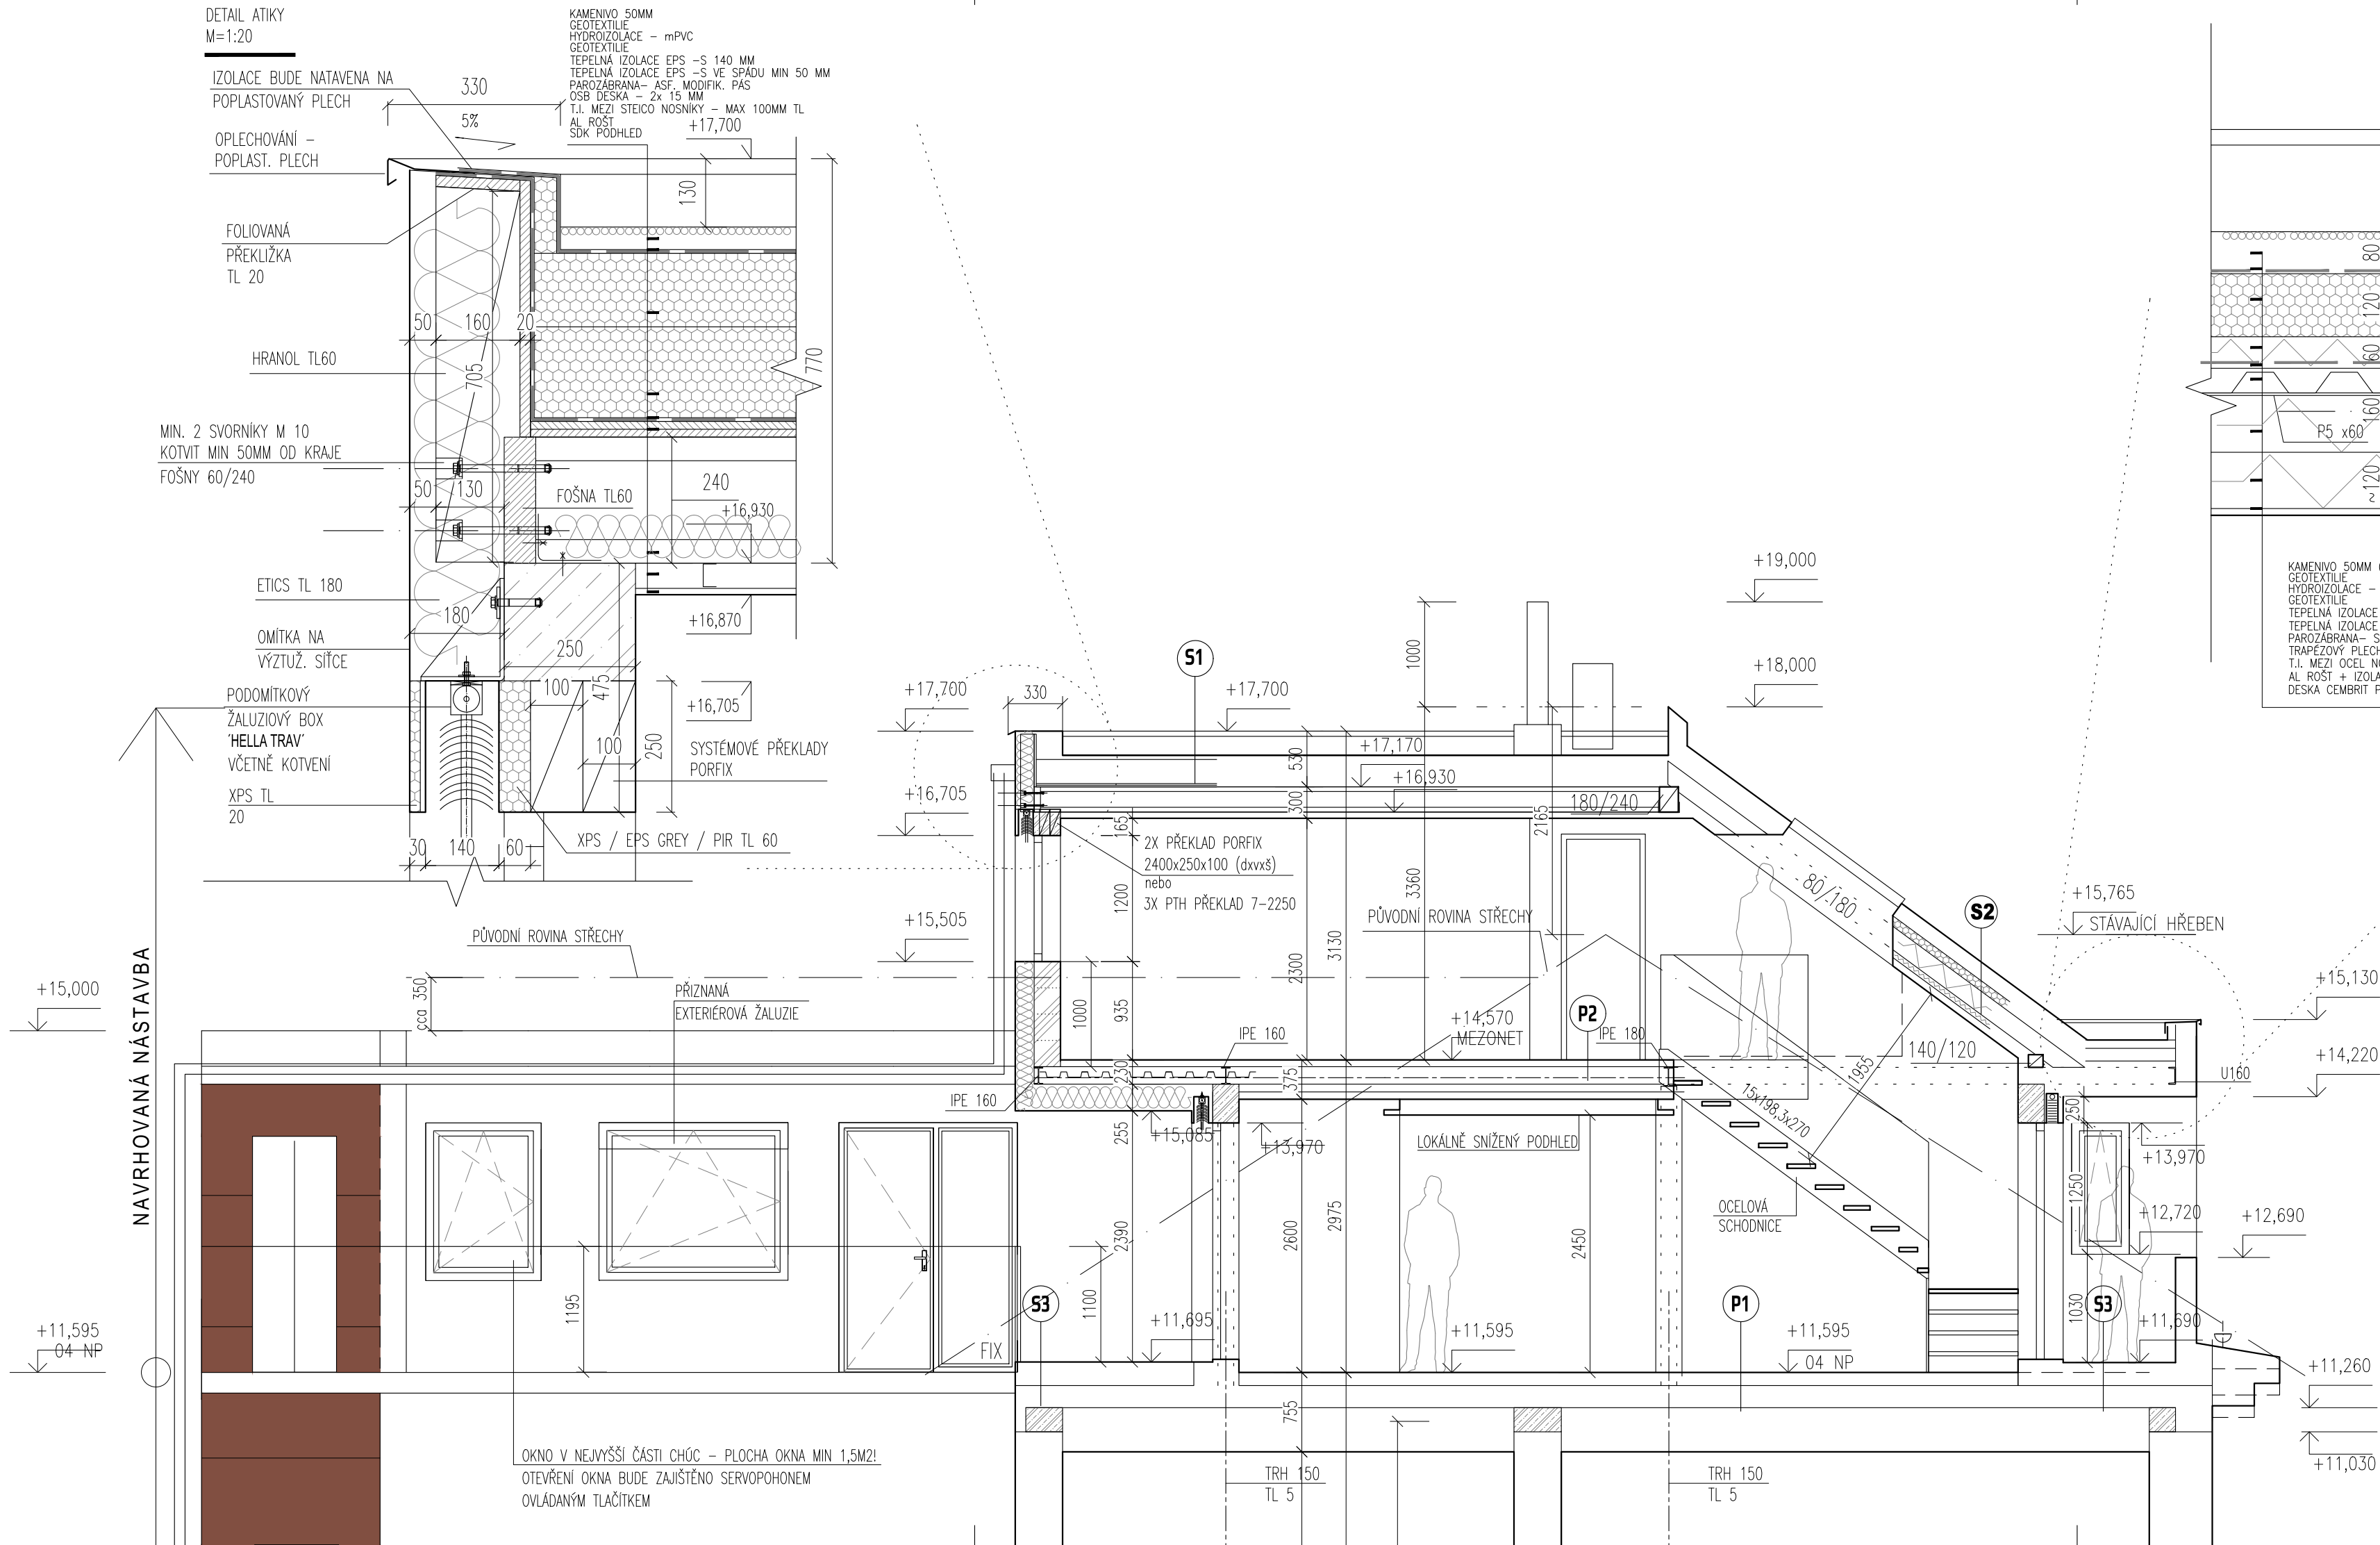 DETAIL ATIKY
M=1:20
IZOLACE BUDE NATAVENA NA
POPLASTOVANÝ PLECH
OPLECHOVÁNÍ –
POPLAST. PLECH
FOLIOVANÁ
PŘEKLIŽKA
TL 20
HRANOL TL60
MIN. 2 SVORNÍKY M 10
KOTVIT MIN 50MM OD KRAJE
FOŠNY 60/240
ETICS TL 180
OMÍTKA NA
VÝZTUŽ. SÍŤCE
PODOMÍTKOVÝ
ŽALUZIOVÝ BOX
'HELLA TRAV'
VČETNĚ KOTVENÍ
XPS TL
20
KAMENIVO 50MM
GEOTEXTILIE
HYDROIZOLACE – mPVC
GEOTEXTILIE
TEPELNÁ IZOLACE EPS –S 140 MM
TEPELNÁ IZOLACE EPS –S VE SPÁDU MIN 50 MM
PAROZÁBRANA– ASF. MODIFIK. PÁS
OSB DESKA – 2x 15 MM
T.I. MEZI STEICO NOSNÍKY – MAX 100MM TL
AL ROŠT
SDK PODHLED
330
5%
+17,700
130
50
160
20
705
770
50
130
FOŠNA TL60
240
+16,930
180
250
+16,870
100
475
+16,705
100
250
SYSTÉMOVÉ PŘEKLADY
PORFIX
30
140
60
XPS / EPS GREY / PIR TL 60
80
120
60
160
P5 x60
~120
KAMENIVO 50MM
GEOTEXTILIE
HYDROIZOLACE –
GEOTEXTILIE
TEPELNÁ IZOLACE
TEPELNÁ IZOLACE
PAROZÁBRANA– S
TRAPÉZOVÝ PLECH
T.I. MEZI OCEL NO
AL ROŠT + IZOLA
DESKA CEMBRIT P
+19,000
+18,000
1000
S1
+17,700
330
+17,700
+17,170
530
+16,930
+16,705
300
165
180/240
2165
2X PŘEKLAD PORFIX
2400x250x100 (dxvxš)
nebo
3X PTH PŘEKLAD 7–2250
1200
3360
PŮVODNÍ ROVINA STŘECHY
80/180
S2
+15,765
STÁVAJÍCÍ HŘEBEN
+15,505
PŮVODNÍ ROVINA STŘECHY
+15,000
cca 350
PŘIZNANÁ
EXTERIÉROVÁ ŽALUZIE
1000
935
2300
3130
IPE 160
+14,570
MEZONET
P2
IPE 180
+15,130
+14,220
140/120
U160
1955
15x198,3x270
230
375
IPE 160
255
+15,085
+13,970
LOKÁLNĚ SNÍŽENÝ PODHLED
250
+13,970
1250
NAVRHOVANÁ NÁSTAVBA
OCELOVÁ
SCHODNICE
+12,720
+12,690
2390
2600
2975
2450
1195
1100
S3
P1
S3
1030
+11,690
+11,595
04 NP
+11,695
+11,595
+11,595
04 NP
FIX
+11,260
755
+11,030
OKNO V NEJVYŠŠÍ ČÁSTI CHÚC – PLOCHA OKNA MIN 1,5M2!
OTEVŘENÍ OKNA BUDE ZAJIŠTĚNO SERVOPOHONEM
OVLÁDANÝM TLAČÍTKEM
TRH 150
TL 5
TRH 150
TL 5